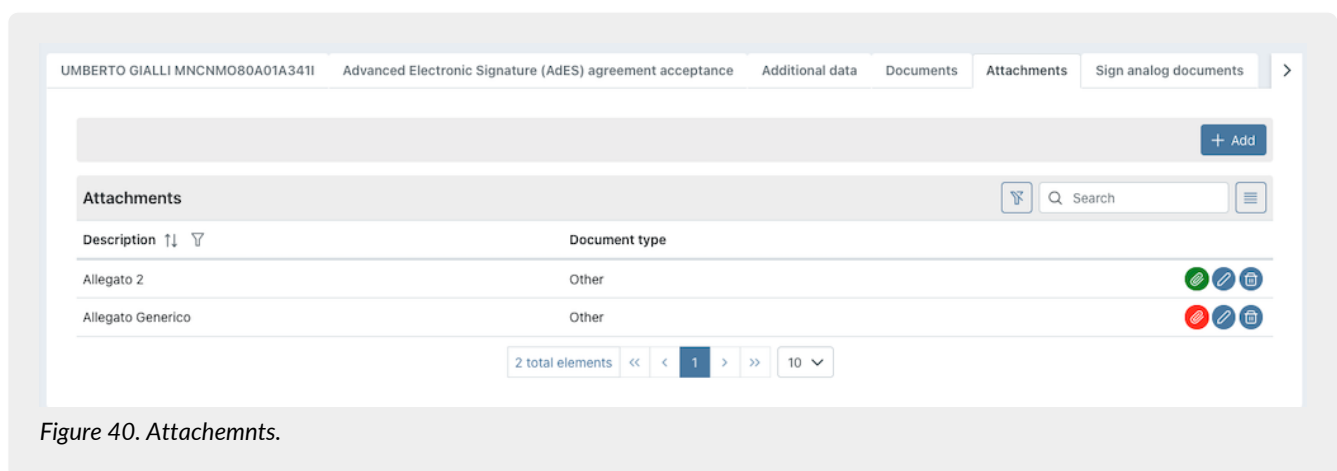 UMBERTO GIALLI MNCNMO80A01A341I Advanced Electronic Signature (AdES) agreement acceptance Additional data Documents Attachments Sign analog documents
+ Add
Attachments Search
Description Document type
Allegato 2 Other
Allegato Generico Other
2 total elements << < 1 > >> 10
Figure 40. Attachemnts.